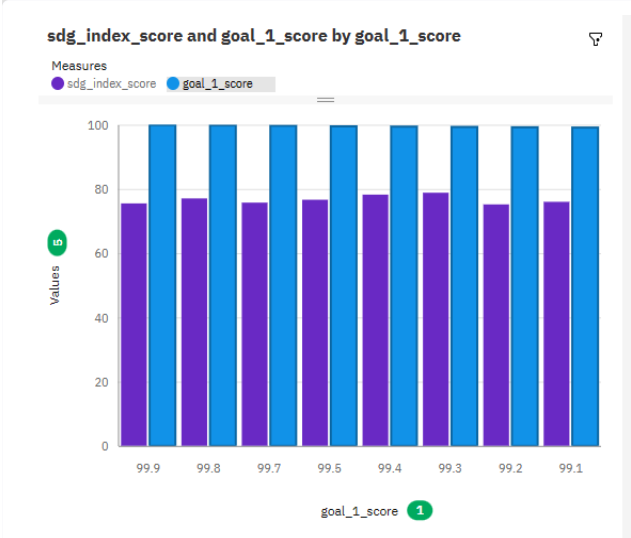 sdg_index_score and goal_1_score by goal_1_score
Measures
sdg_index_score goal_1_score
100
80
60
40
20
0
Values 5
99.9 99.8 99.7 99.5 99.4 99.3 99.2 99.1
goal_1_score 1